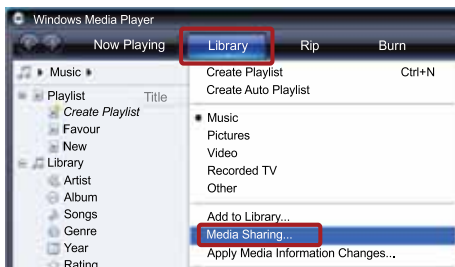 Windows Media Player
Now Playing Library Rip Burn
Music
Playlist Title
Create Playlist
Favour
New
Library
Artist
Album
Songs
Genre
Year
Rating
Create Playlist Ctrl+N
Create Auto Playlist
Music
Pictures
Video
Recorded TV
Other
Add to Library...
Media Sharing...
Apply Media Information Changes...